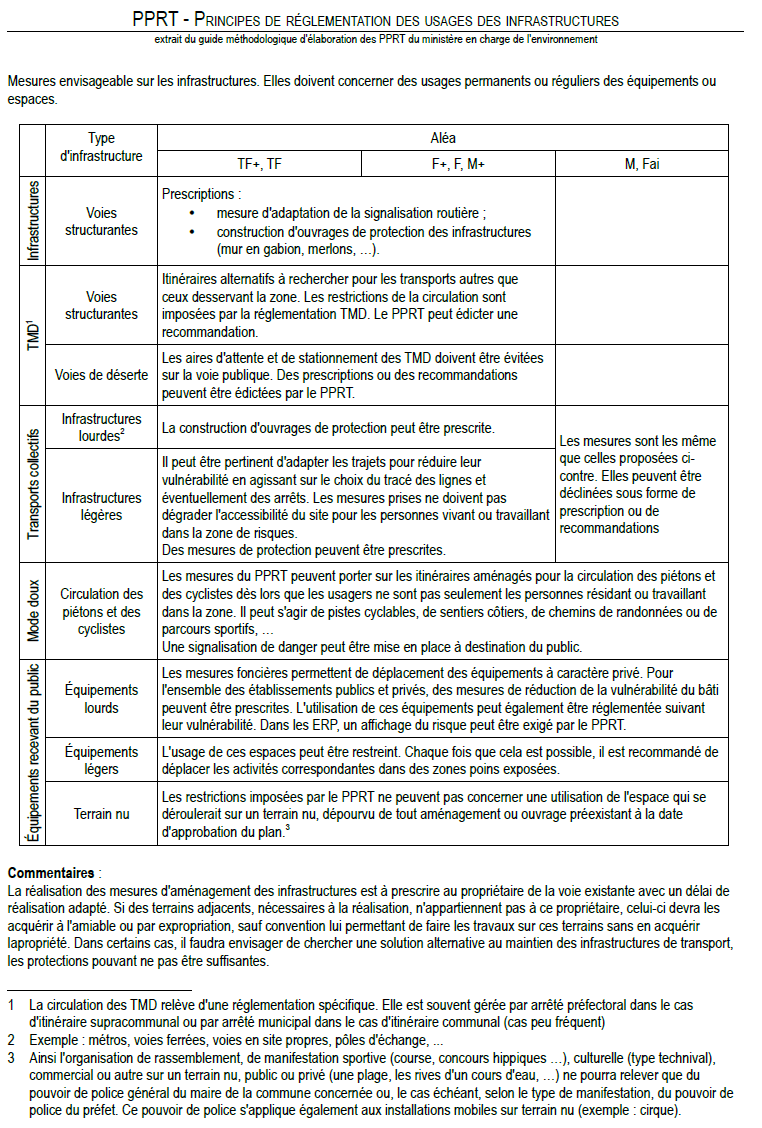 PPRT - PRINCIPES DE RÉGLEMENTATION DES USAGES DES INFRASTRUCTURES
extrait du guide méthodologique d'élaboration des PPRT du ministère en charge de l'environnement
Mesures envisageable sur les infrastructures. Elles doivent concerner des usages permanents ou réguliers des équipements ou
espaces.
Type
d'infrastructure
Aléa
TF+, TF
F+, F, M+
M, Fai
Infrastructures
Voies
structurantes
Prescriptions :
• mesure d'adaptation de la signalisation routière ;
• construction d'ouvrages de protection des infrastructures
(mur en gabion, merlons, …).
TMD1
Voies
structurantes
Itinéraires alternatifs à rechercher pour les transports autres que
ceux desservant la zone. Les restrictions de la circulation sont
imposées par la réglementation TMD. Le PPRT peut édicter une
recommandation.
Voies de déserte
Les aires d'attente et de stationnement des TMD doivent être évitées
sur la voie publique. Des prescriptions ou des recommandations
peuvent être édictées par le PPRT.
Transports collectifs
Infrastructures
lourdes2
La construction d'ouvrages de protection peut être prescrite.
Infrastructures
légères
Il peut être pertinent d'adapter les trajets pour réduire leur
vulnérabilité en agissant sur le choix du tracé des lignes et
éventuellement des arrêts. Les mesures prises ne doivent pas
dégrader l'accessibilité du site pour les personnes vivant ou travaillant
dans la zone de risques.
Des mesures de protection peuvent être prescrites.
Les mesures sont les même
que celles proposées ci-
contre. Elles peuvent être
déclinées sous forme de
prescription ou de
recommandations
Mode doux
Circulation des
piétons et des
cyclistes
Les mesures du PPRT peuvent porter sur les itinéraires aménagés pour la circulation des piétons et
des cyclistes dès lors que les usagers ne sont pas seulement les personnes résidant ou travaillant
dans la zone. Il peut s'agir de pistes cyclables, de sentiers côtiers, de chemins de randonnées ou de
parcours sportifs, …
Une signalisation de danger peut être mise en place à destination du public.
Équipements recevant du public
Équipements
lourds
Les mesures foncières permettent de déplacement des équipements à caractère privé. Pour
l'ensemble des établissements publics et privés, des mesures de réduction de la vulnérabilité du bâti
peuvent être prescrites. L'utilisation de ces équipements peut également être réglementée suivant
leur vulnérabilité. Dans les ERP, un affichage du risque peut être exigé par le PPRT.
Équipements
légers
L'usage de ces espaces peut être restreint. Chaque fois que cela est possible, il est recommandé de
déplacer les activités correspondantes dans des zones poins exposées.
Terrain nu
Les restrictions imposées par le PPRT ne peuvent pas concerner une utilisation de l'espace qui se
déroulerait sur un terrain nu, dépourvu de tout aménagement ou ouvrage préexistant à la date
d'approbation du plan.3
Commentaires :
La réalisation des mesures d'aménagement des infrastructures est à prescrire au propriétaire de la voie existante avec un délai de
réalisation adapté. Si des terrains adjacents, nécessaires à la réalisation, n'appartiennent pas à ce propriétaire, celui-ci devra les
acquérir à l'amiable ou par expropriation, sauf convention lui permettant de faire les travaux sur ces terrains sans en acquérir
lapropriété. Dans certains cas, il faudra envisager de chercher une solution alternative au maintien des infrastructures de transport,
les protections pouvant ne pas être suffisantes.
1 La circulation des TMD relève d'une réglementation spécifique. Elle est souvent gérée par arrêté préfectoral dans le cas
d'itinéraire supracommunal ou par arrêté municipal dans le cas d'itinéraire communal (cas peu fréquent)
2 Exemple : métros, voies ferrées, voies en site propres, pôles d'échange, ...
3 Ainsi l'organisation de rassemblement, de manifestation sportive (course, concours hippiques …), culturelle (type technival),
commercial ou autre sur un terrain nu, public ou privé (une plage, les rives d'un cours d'eau, …) ne pourra relever que du
pouvoir de police général du maire de la commune concernée ou, le cas échéant, selon le type de manifestation, du pouvoir de
police du préfet. Ce pouvoir de police s'applique également aux installations mobiles sur terrain nu (exemple : cirque).